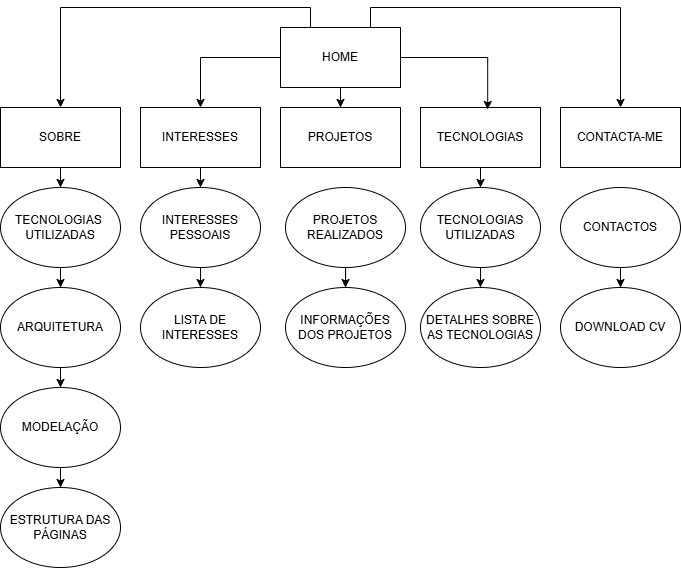 HOME
SOBRE
INTERESSES
PROJETOS
TECNOLOGIAS
CONTACTA-ME
TECNOLOGIAS
UTILIZADAS
INTERESSES
PESSOAIS
PROJETOS
REALIZADOS
TECNOLOGIAS
UTILIZADAS
CONTACTOS
ARQUITETURA
LISTA DE
INTERESSES
INFORMAÇÕES
DOS PROJETOS
DETALHES SOBRE
AS TECNOLOGIAS
DOWNLOAD CV
MODELAÇÃO
ESTRUTURA DAS
PÁGINAS